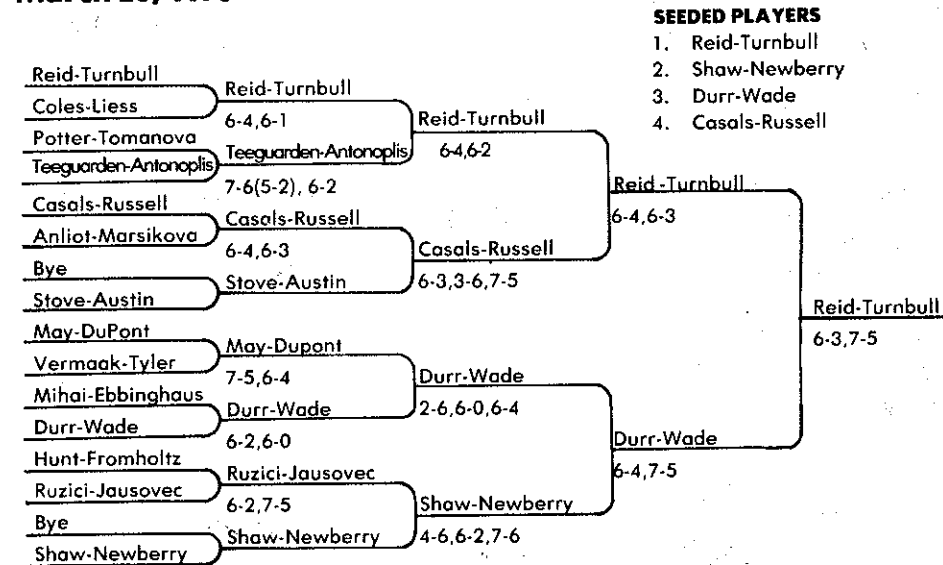 SEEDED PLAYERS
1. Reid-Turnbull
2. Shaw-Newberry
3. Durr-Wade
4. Casals-Russell
Reid-Turnbull
Coles-Liess
Potter-Tomanova
Teeguarden-Antonoplis
Casals-Russell
Anliot-Marsikova
Bye
Stove-Austin
May-DuPont
Vermaak-Tyler
Mihai-Ebbinghaus
Durr-Wade
Hunt-Fromholtz
Ruzici-Jausovec
Bye
Shaw-Newberry
Reid-Turnbull
6-4,6-1
Teeguarden-Antonoplis
7-6(5-2), 6-2
Casals-Russell
6-4,6-3
Stove-Austin
May-Dupont
7-5,6-4
Durr-Wade
6-2,6-0
Ruzici-Jausovec
6-2,7-5
Shaw-Newberry
Reid-Turnbull
6-4,6-2
Casals-Russell
6-3,3-6,7-5
Durr-Wade
2-6,6-0,6-4
Shaw-Newberry
4-6,6-2,7-6
Reid-Turnbull
6-4,6-3
Durr-Wade
6-4,7-5
Reid-Turnbull
6-3,7-5